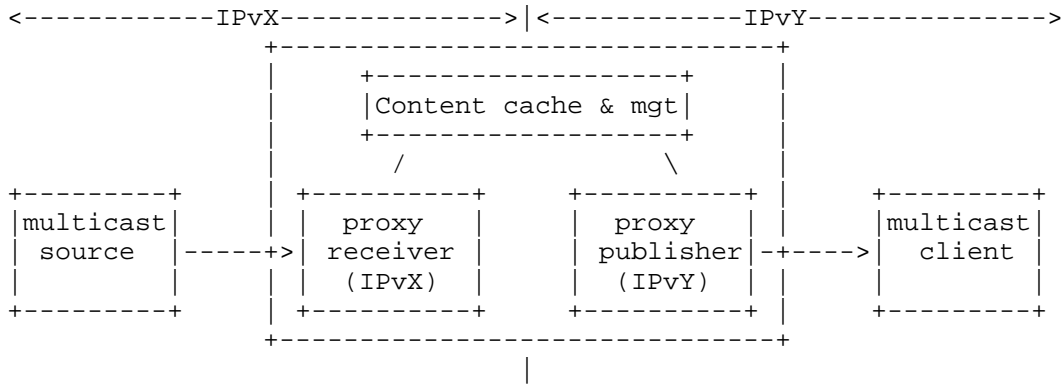 <------------IPvX-------------->|<------------IPvY--------------->
Content cache & mgt
multicast proxy proxy multicast
source receiver publisher client
(IPvX) (IPvY)